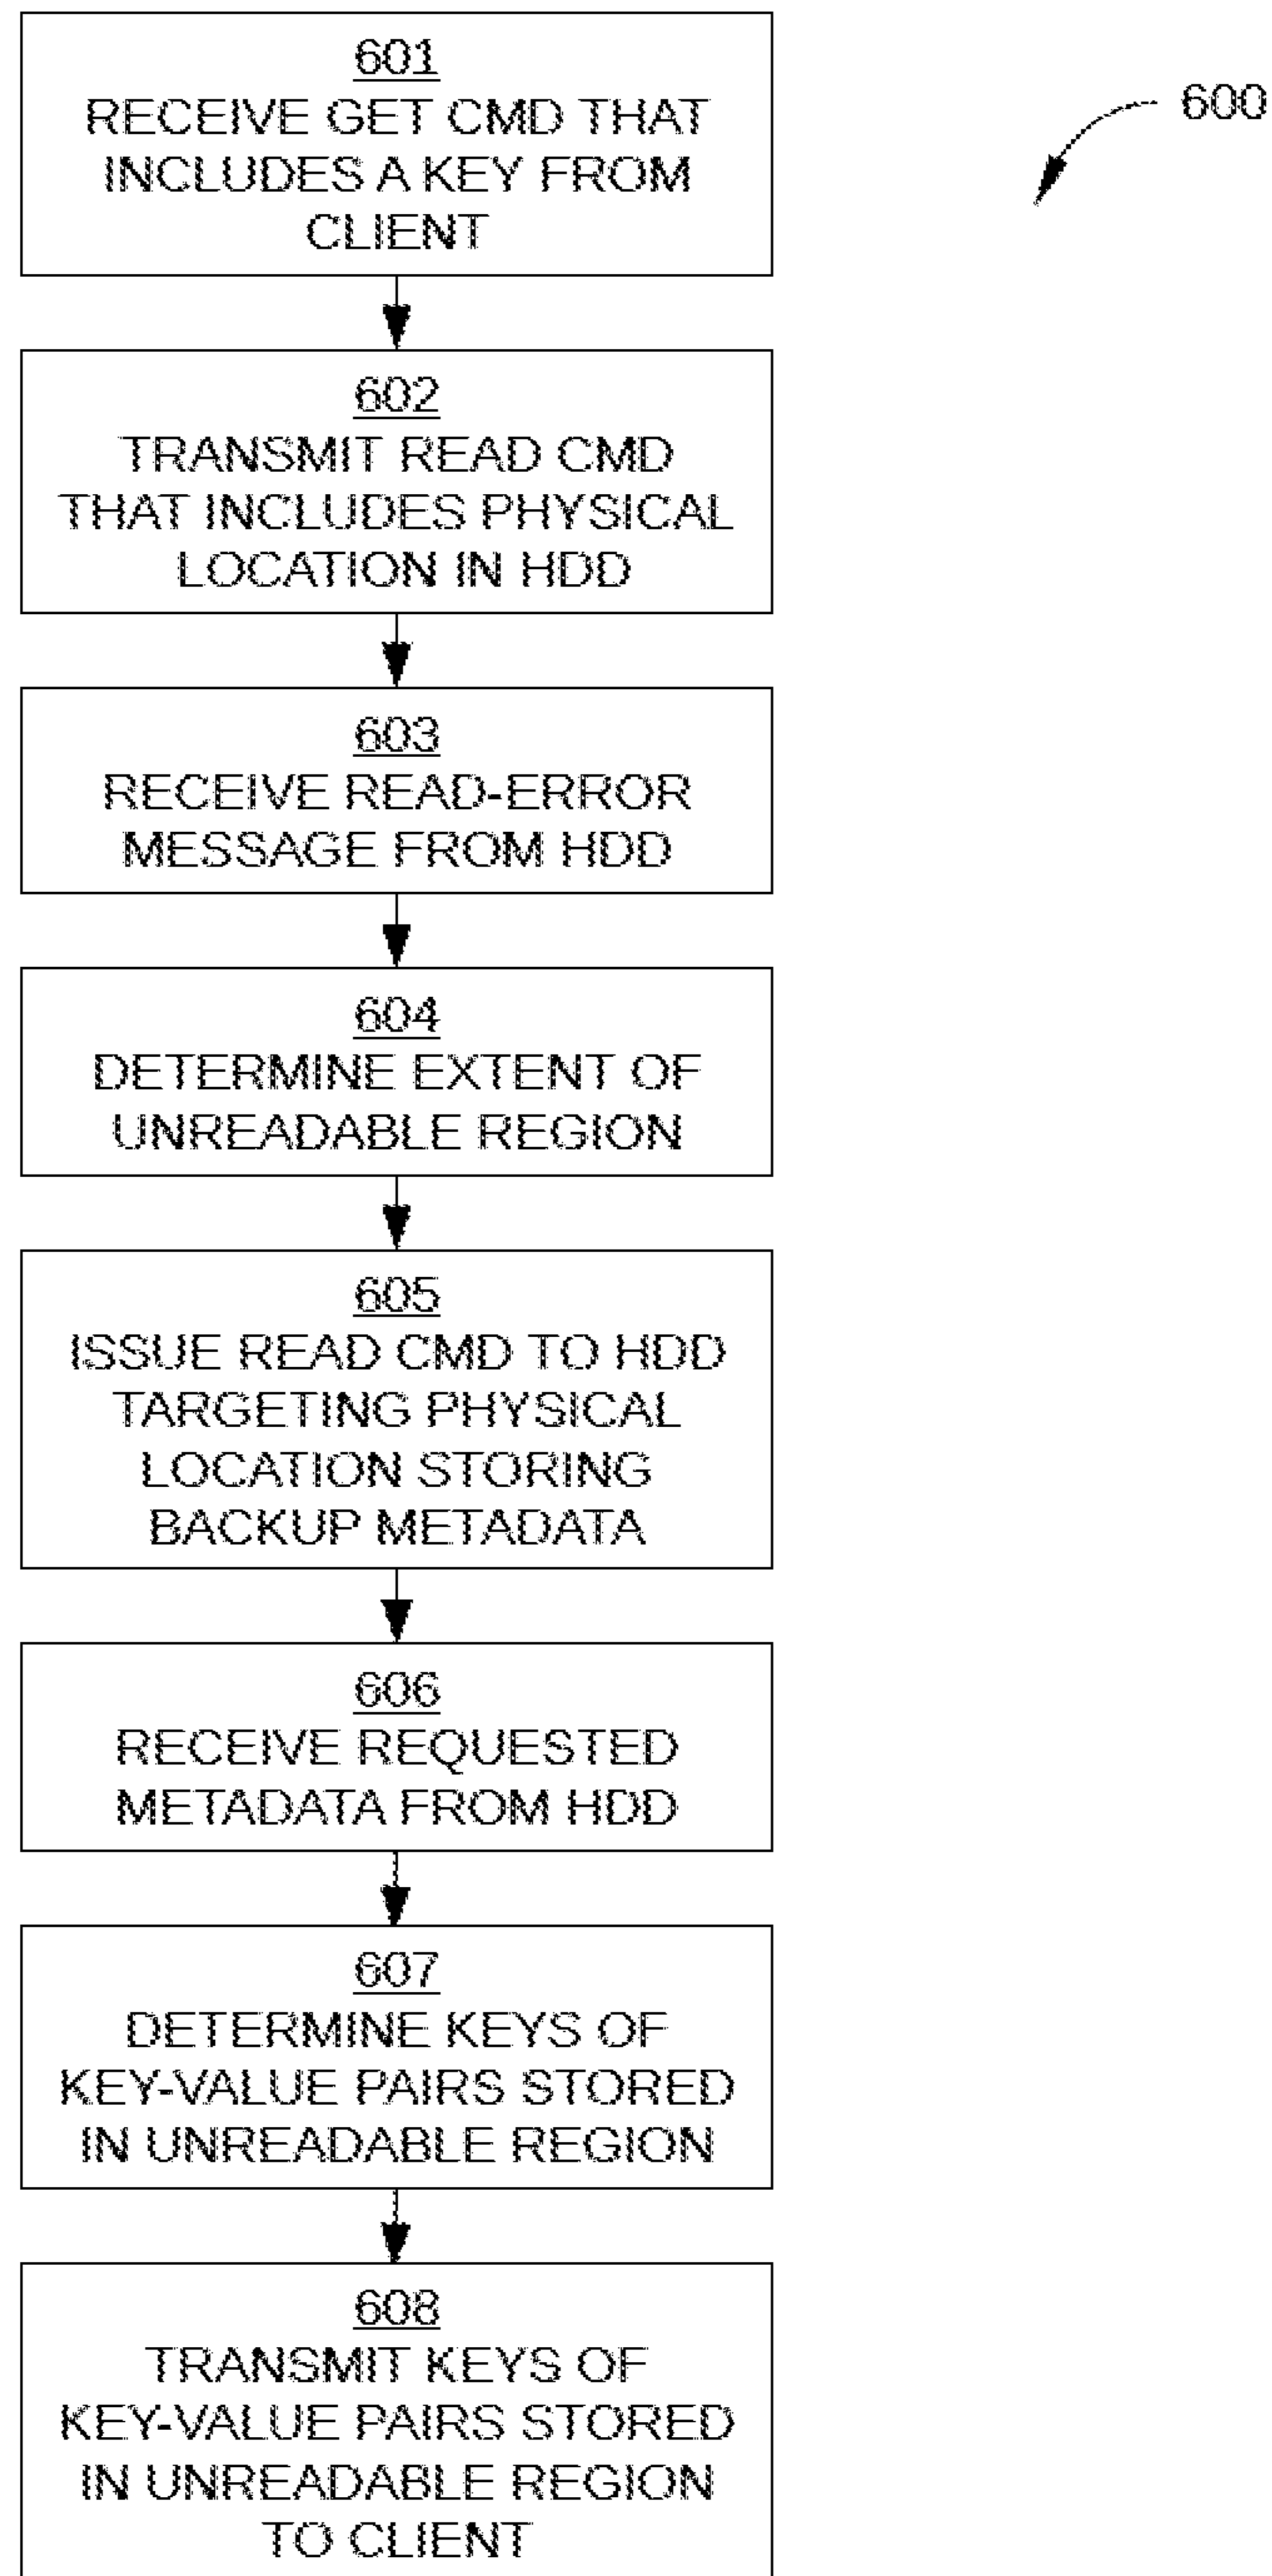 601
RECEIVE GET CMD THAT
INCLUDES A KEY FROM
CLIENT
600
602
TRANSMIT READ CMD
THAT INCLUDES PHYSICAL
LOCATION IN HDD
603
RECEIVE READ-ERROR
MESSAGE FROM HDD
604
DETERMINE EXTENT OF
UNREADABLE REGION
605
ISSUE READ CMD TO HDD
TARGETING PHYSICAL
LOCATION STORING
BACKUP METADATA
606
RECEIVE REQUESTED
METADATA FROM HDD
607
DETERMINE KEYS OF
KEY-VALUE PAIRS STORED
IN UNREADABLE REGION
608
TRANSMIT KEYS OF
KEY-VALUE PAIRS STORED
IN UNREADABLE REGION
TO CLIENT